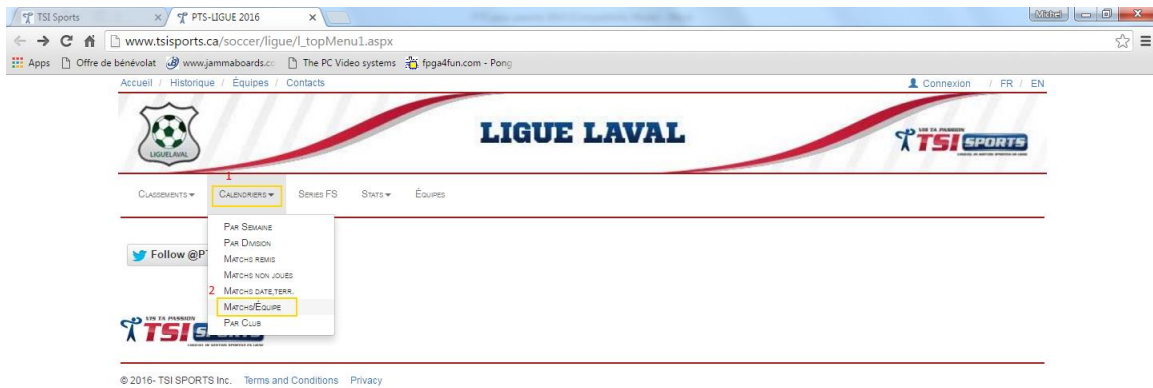 TSI Sports
PTS-LIGUE 2016
Michel
www.tsisports.ca/soccer/ligue/l_topMenu1.aspx
Apps Offre de bénévolat www.jammaboards.co The PC Video systems fpga4fun.com - Pong
Accueil / Historique / Équipes / Contacts
Connexion / FR / EN
LIGUELAVAL
LIGUE LAVAL
VIS TA PASSION
TSI SPORTS
1
CLASSEMENTS CALENDRIERS SERIES FS STATS ÉQUIPES
PAR SEMAINE
Follow @P
PAR DIVISION
MATCHS REMIS
MATCHS NON JOUÉS
2 MATCHS DATE,TERR.
MATCHS/ÉQUIPE
PAR CLUB
VIS TA PASSION
TSI S
© 2016- TSI SPORTS Inc. Terms and Conditions Privacy